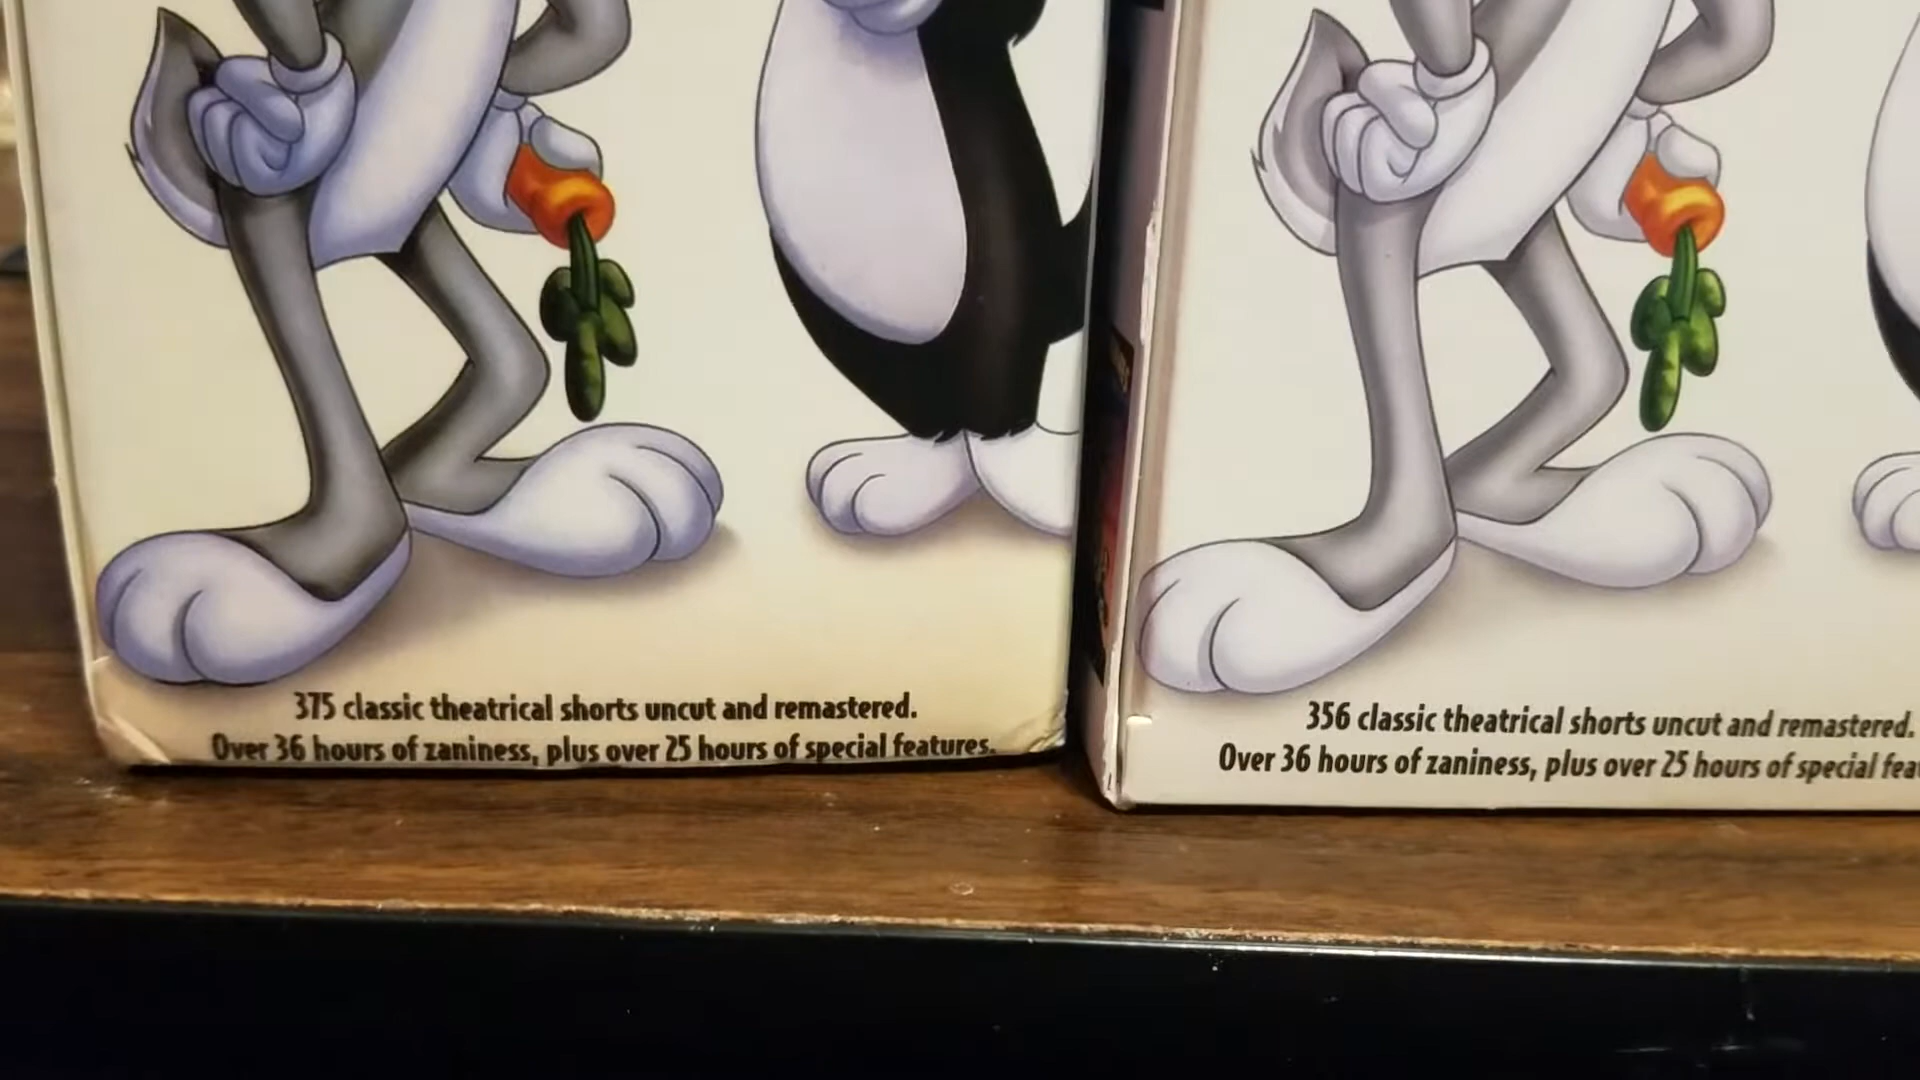 375 classic theatrical shorts uncut and remastered.
Over 36 hours of zaniness, plus over 25 hours of special features.
356 classic theatrical shorts uncut and remastered.
Over 36 hours of zaniness, plus over 25 hours of special